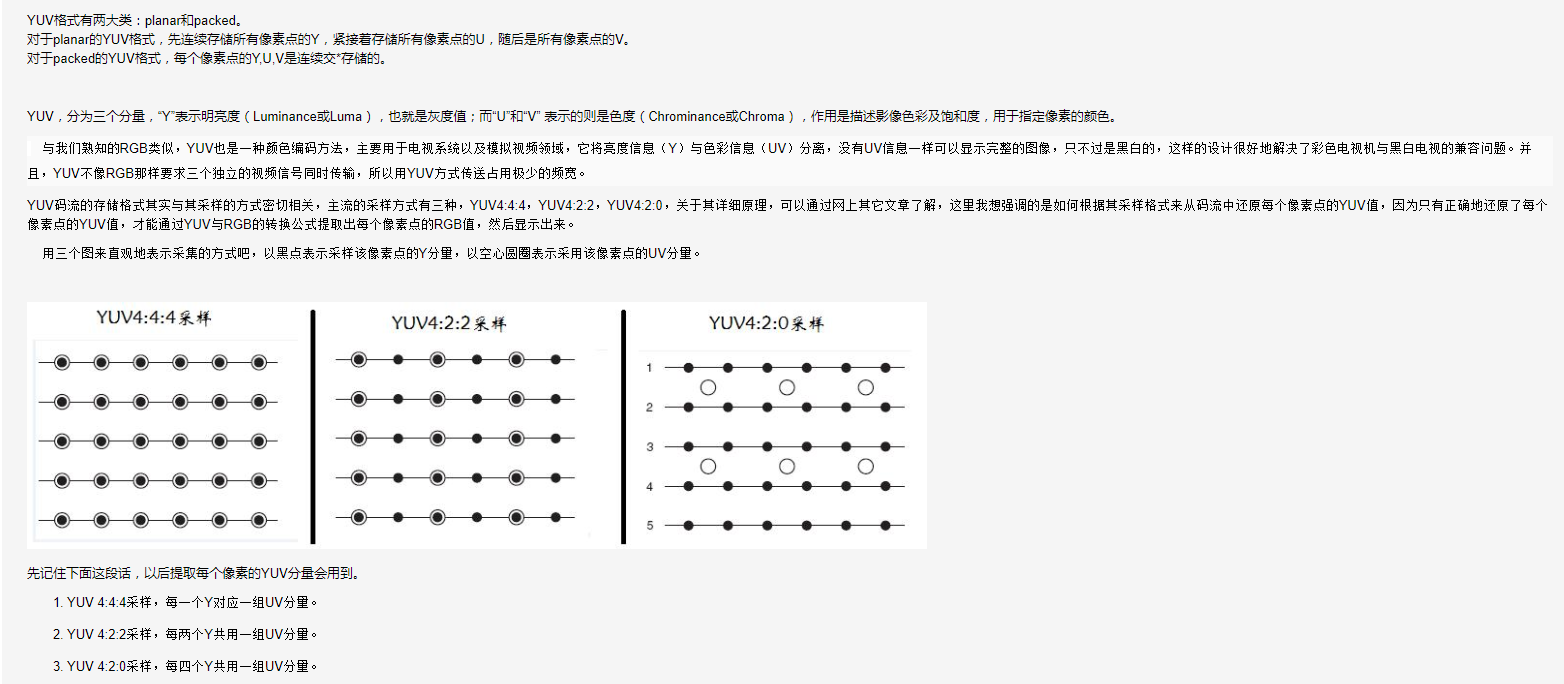 YUV格式有两大类：planar和packed。
对于planar的YUV格式，先连续存储所有像素点的Y，紧接着存储所有像素点的U，随后是所有像素点的V。
对于packed的YUV格式，每个像素点的Y,U,V是连续交*存储的。
YUV，分为三个分量，“Y”表示明亮度（Luminance或Luma），也就是灰度值；而“U”和“V” 表示的则是色度（Chrominance或Chroma），作用是描述影像色彩及饱和度，用于指定像素的颜色。
与我们熟知的RGB类似，YUV也是一种颜色编码方法，主要用于电视系统以及模拟视频领域，它将亮度信息（Y）与色彩信息（UV）分离，没有UV信息一样可以显示完整的图像，只不过是黑白的，这样的设计很好地解决了彩色电视机与黑白电视的兼容问题。并
且，YUV不像RGB那样要求三个独立的视频信号同时传输，所以用YUV方式传送占用极少的频宽。
YUV码流的存储格式其实与其采样的方式密切相关，主流的采样方式有三种，YUV4:4:4，YUV4:2:2，YUV4:2:0，关于其详细原理，可以通过网上其它文章了解，这里我想强调的是如何根据其采样格式来从码流中还原每个像素点的YUV值，因为只有正确地还原了每个
像素点的YUV值，才能通过YUV与RGB的转换公式提取出每个像素点的RGB值，然后显示出来。
用三个图来直观地表示采集的方式吧，以黑点表示采样该像素点的Y分量，以空心圆圈表示采用该像素点的UV分量。
YUV4:4:4采样
YUV4:2:2采样
YUV4:2:0采样
1
2
3
4
5
先记住下面这段话，以后提取每个像素的YUV分量会用到。
1. YUV 4:4:4采样，每一个Y对应一组UV分量。
2. YUV 4:2:2采样，每两个Y共用一组UV分量。
3. YUV 4:2:0采样，每四个Y共用一组UV分量。